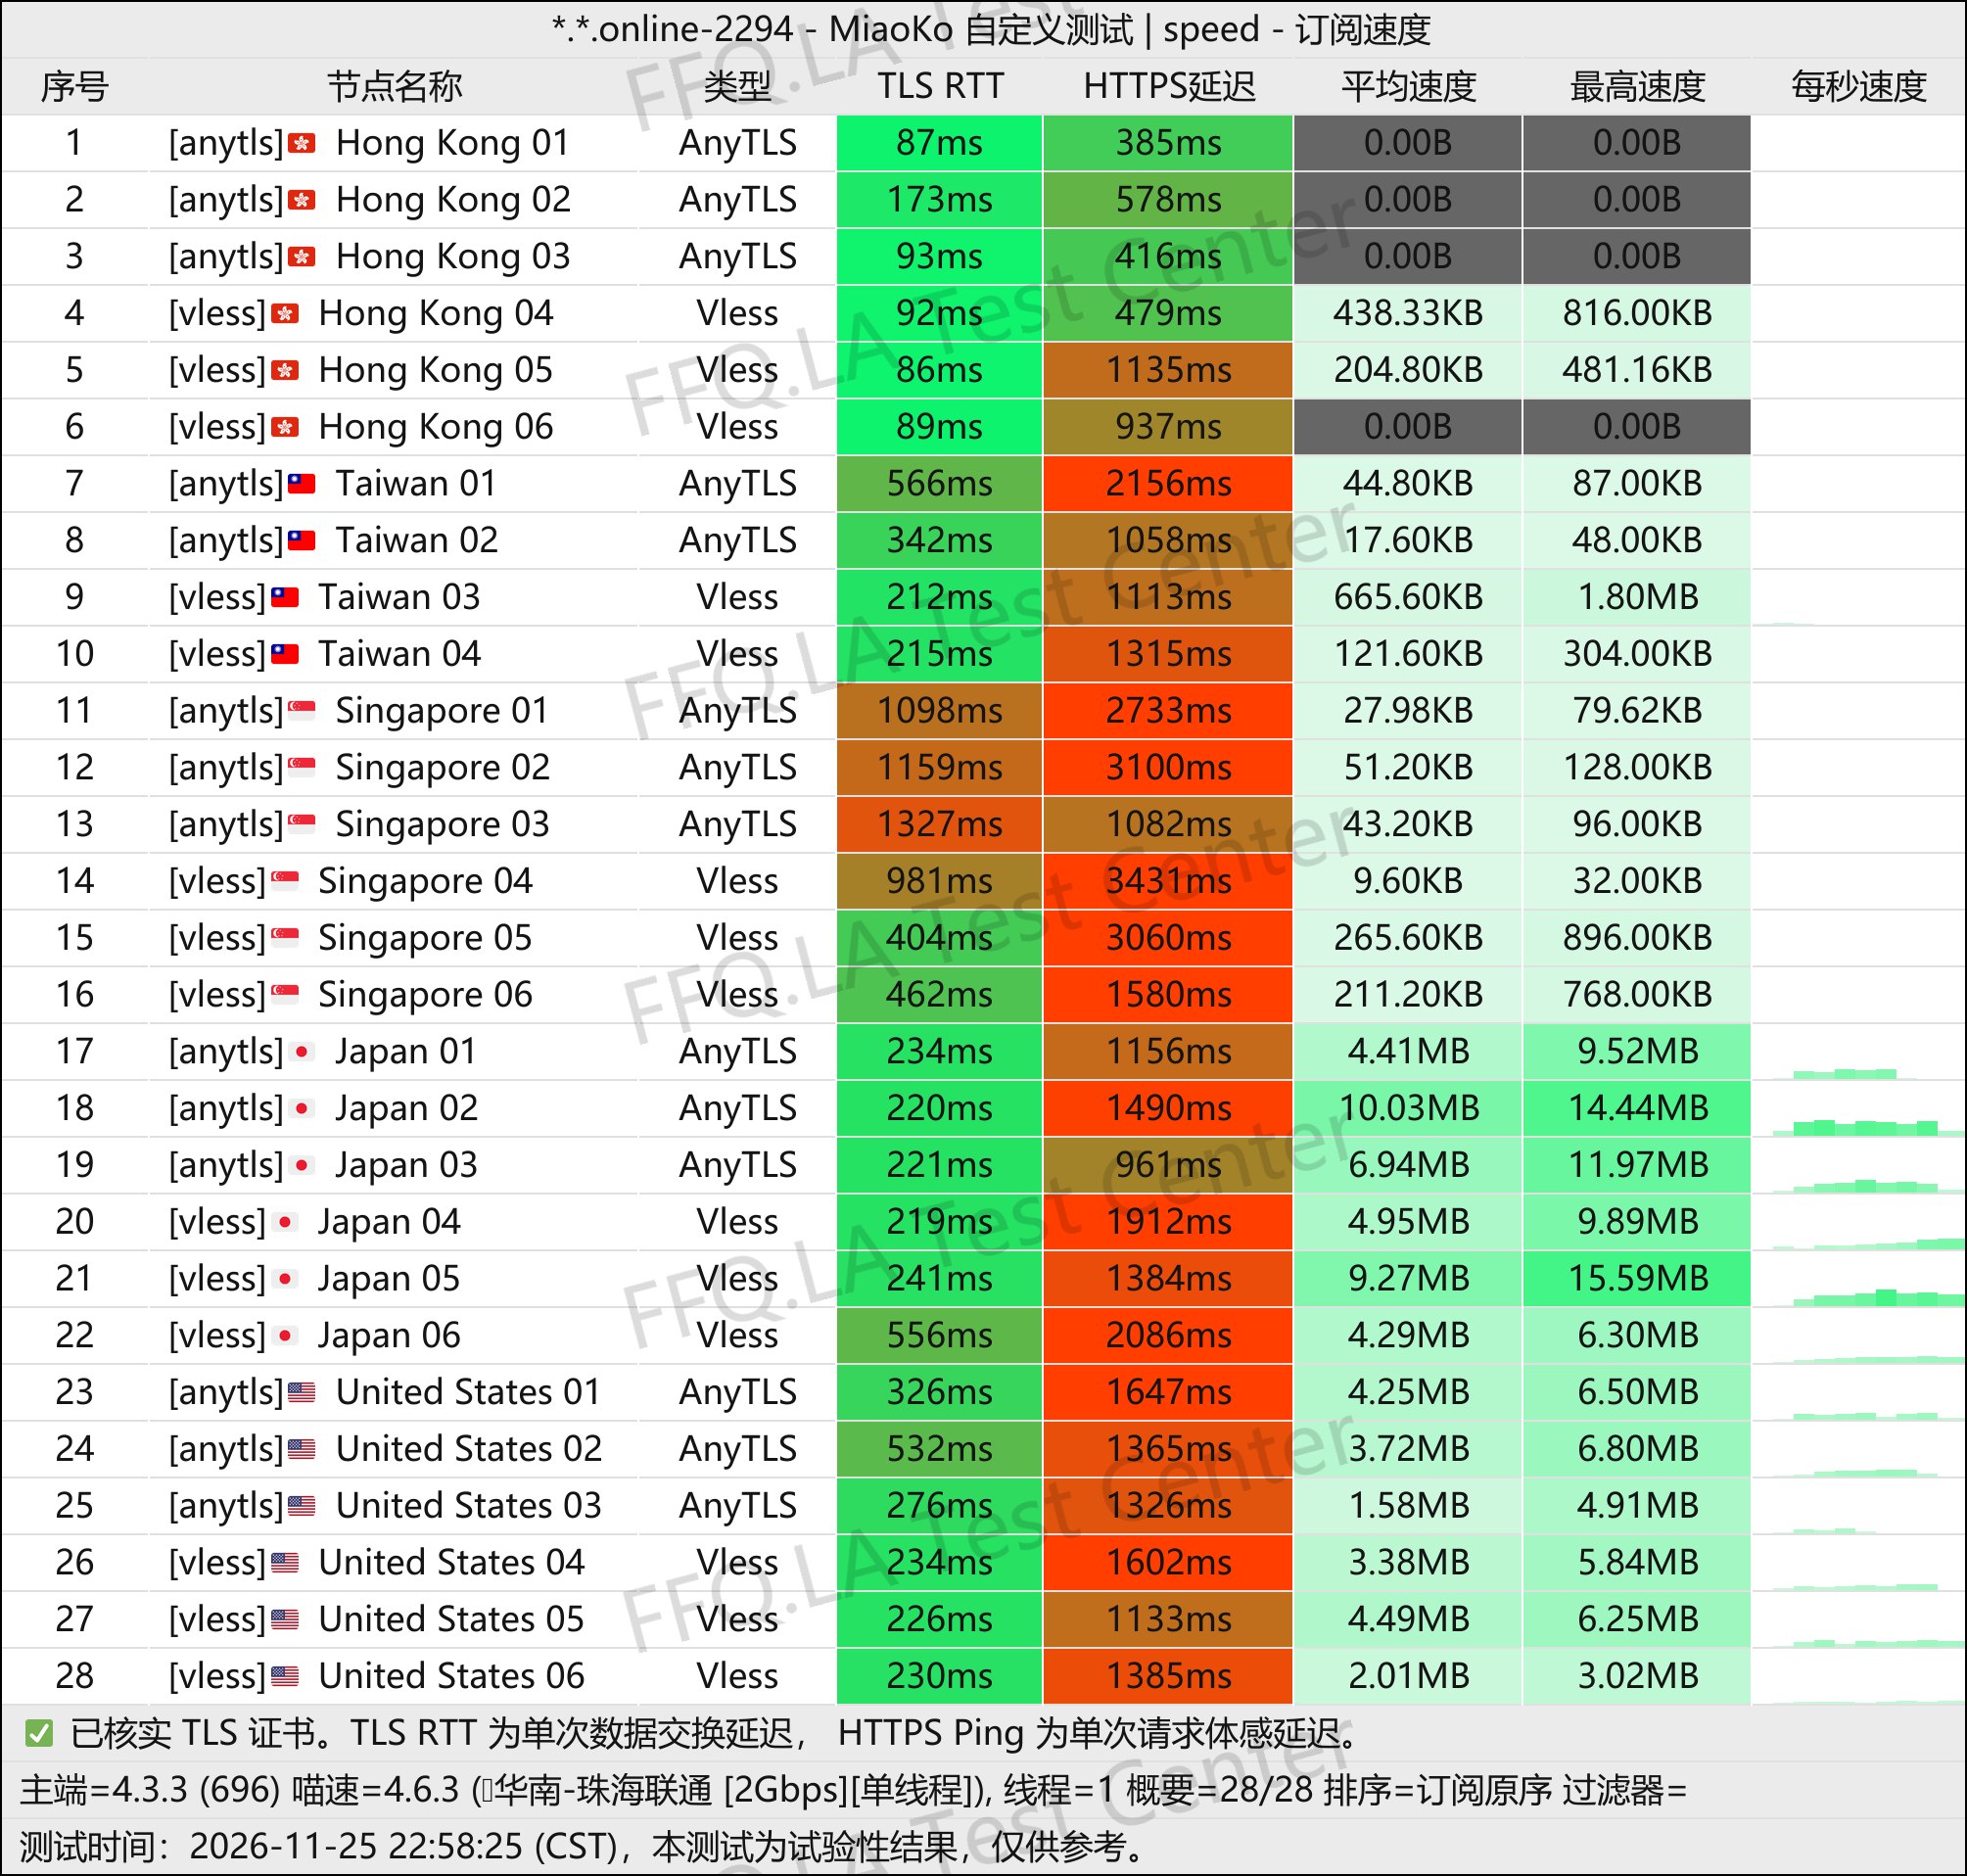 *.*.online-2294 - MiaoKo 自定义测试 | speed - 订阅速度
序号 节点名称 类型 TLS RTT HTTPS延迟 平均速度 最高速度 每秒速度
1 [anytls] Hong Kong 01 AnyTLS 87ms 385ms 0.00B 0.00B
2 [anytls] Hong Kong 02 AnyTLS 173ms 578ms 0.00B 0.00B
3 [anytls] Hong Kong 03 AnyTLS 93ms 416ms 0.00B 0.00B
4 [vless] Hong Kong 04 Vless 92ms 479ms 438.33KB 816.00KB
5 [vless] Hong Kong 05 Vless 86ms 1135ms 204.80KB 481.16KB
6 [vless] Hong Kong 06 Vless 89ms 937ms 0.00B 0.00B
7 [anytls] Taiwan 01 AnyTLS 566ms 2156ms 44.80KB 87.00KB
8 [anytls] Taiwan 02 AnyTLS 342ms 1058ms 17.60KB 48.00KB
9 [vless] Taiwan 03 Vless 212ms 1113ms 665.60KB 1.80MB
10 [vless] Taiwan 04 Vless 215ms 1315ms 121.60KB 304.00KB
11 [anytls] Singapore 01 AnyTLS 1098ms 2733ms 27.98KB 79.62KB
12 [anytls] Singapore 02 AnyTLS 1159ms 3100ms 51.20KB 128.00KB
13 [anytls] Singapore 03 AnyTLS 1327ms 1082ms 43.20KB 96.00KB
14 [vless] Singapore 04 Vless 981ms 3431ms 9.60KB 32.00KB
15 [vless] Singapore 05 Vless 404ms 3060ms 265.60KB 896.00KB
16 [vless] Singapore 06 Vless 462ms 1580ms 211.20KB 768.00KB
17 [anytls] Japan 01 AnyTLS 234ms 1156ms 4.41MB 9.52MB
18 [anytls] Japan 02 AnyTLS 220ms 1490ms 10.03MB 14.44MB
19 [anytls] Japan 03 AnyTLS 221ms 961ms 6.94MB 11.97MB
20 [vless] Japan 04 Vless 219ms 1912ms 4.95MB 9.89MB
21 [vless] Japan 05 Vless 241ms 1384ms 9.27MB 15.59MB
22 [vless] Japan 06 Vless 556ms 2086ms 4.29MB 6.30MB
23 [anytls] United States 01 AnyTLS 326ms 1647ms 4.25MB 6.50MB
24 [anytls] United States 02 AnyTLS 532ms 1365ms 3.72MB 6.80MB
25 [anytls] United States 03 AnyTLS 276ms 1326ms 1.58MB 4.91MB
26 [vless] United States 04 Vless 234ms 1602ms 3.38MB 5.84MB
27 [vless] United States 05 Vless 226ms 1133ms 4.49MB 6.25MB
28 [vless] United States 06 Vless 230ms 1385ms 2.01MB 3.02MB
✅ 已核实 TLS 证书。TLS RTT 为单次数据交换延迟， HTTPS Ping 为单次请求体感延迟。
主端=4.3.3 (696) 喵速=4.6.3 (华南-珠海联通 [2Gbps][单线程]), 线程=1 概要=28/28 排序=订阅原序 过滤器=
测试时间：2026-11-25 22:58:25 (CST)，本测试为试验性结果，仅供参考。
FFQ.LA Test Center
FFQ.LA Test Center
FFQ.LA Test Center
FFQ.LA Test Center
FFQ.LA Test Center
FFQ.LA Test Center